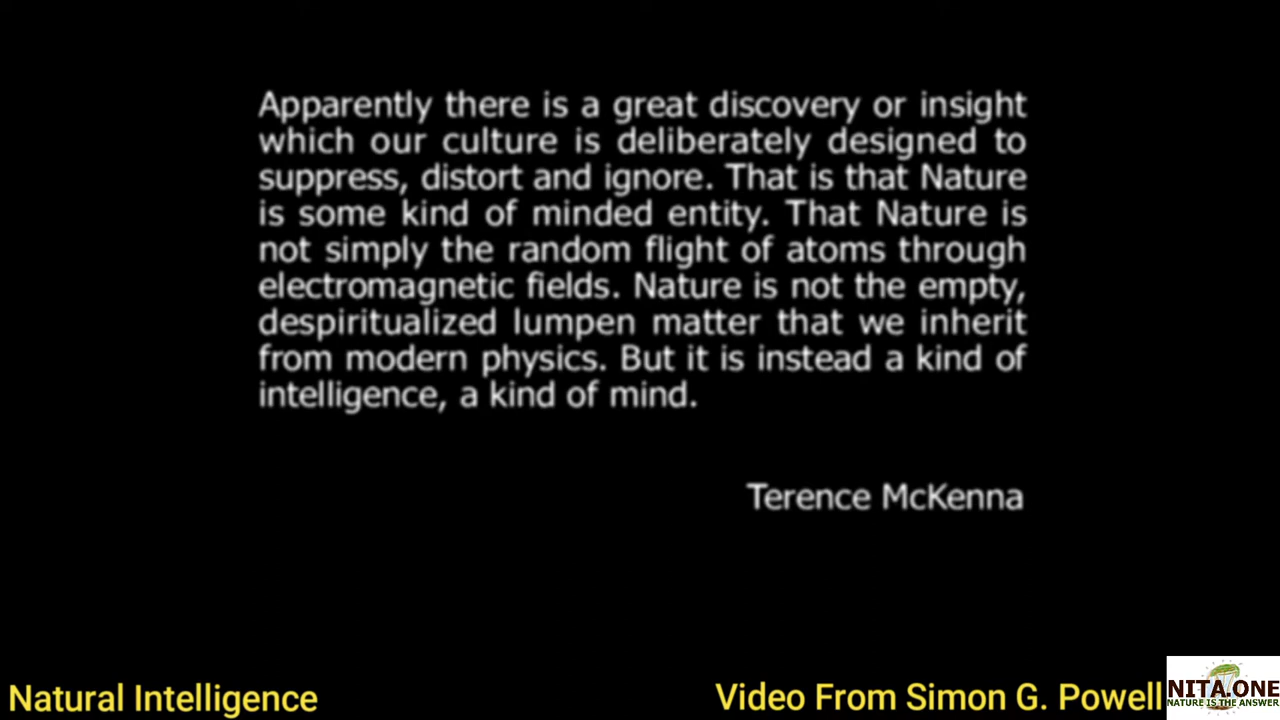 Apparently there is a great discovery or insight
which our culture is deliberately designed to
suppress, distort and ignore. That is that Nature
is some kind of minded entity. That Nature is
not simply the random flight of atoms through
electromagnetic fields. Nature is not the empty,
despiritualized lumpen matter that we inherit
from modern physics. But it is instead a kind of
intelligence, a kind of mind.
Terence McKenna
Natural Intelligence
Video From Simon G. Powell
NITA.ONE
NATURE IS THE ANSWER